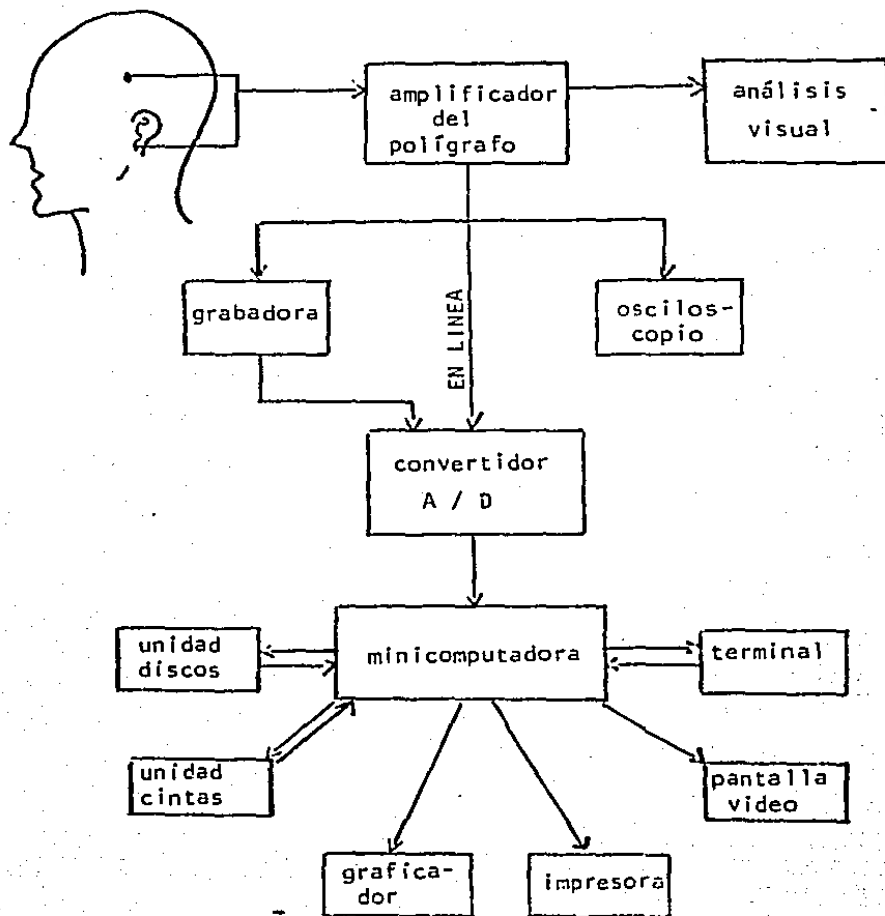 amplificador
del
polígrafo
análisis
visual
grabadora
EN LINEA
oscilos-
copio
convertidor
A / D
unidad
discos
minicomputadora
terminal
unidad
cintas
pantalla
video
grafica-
dor
impresora